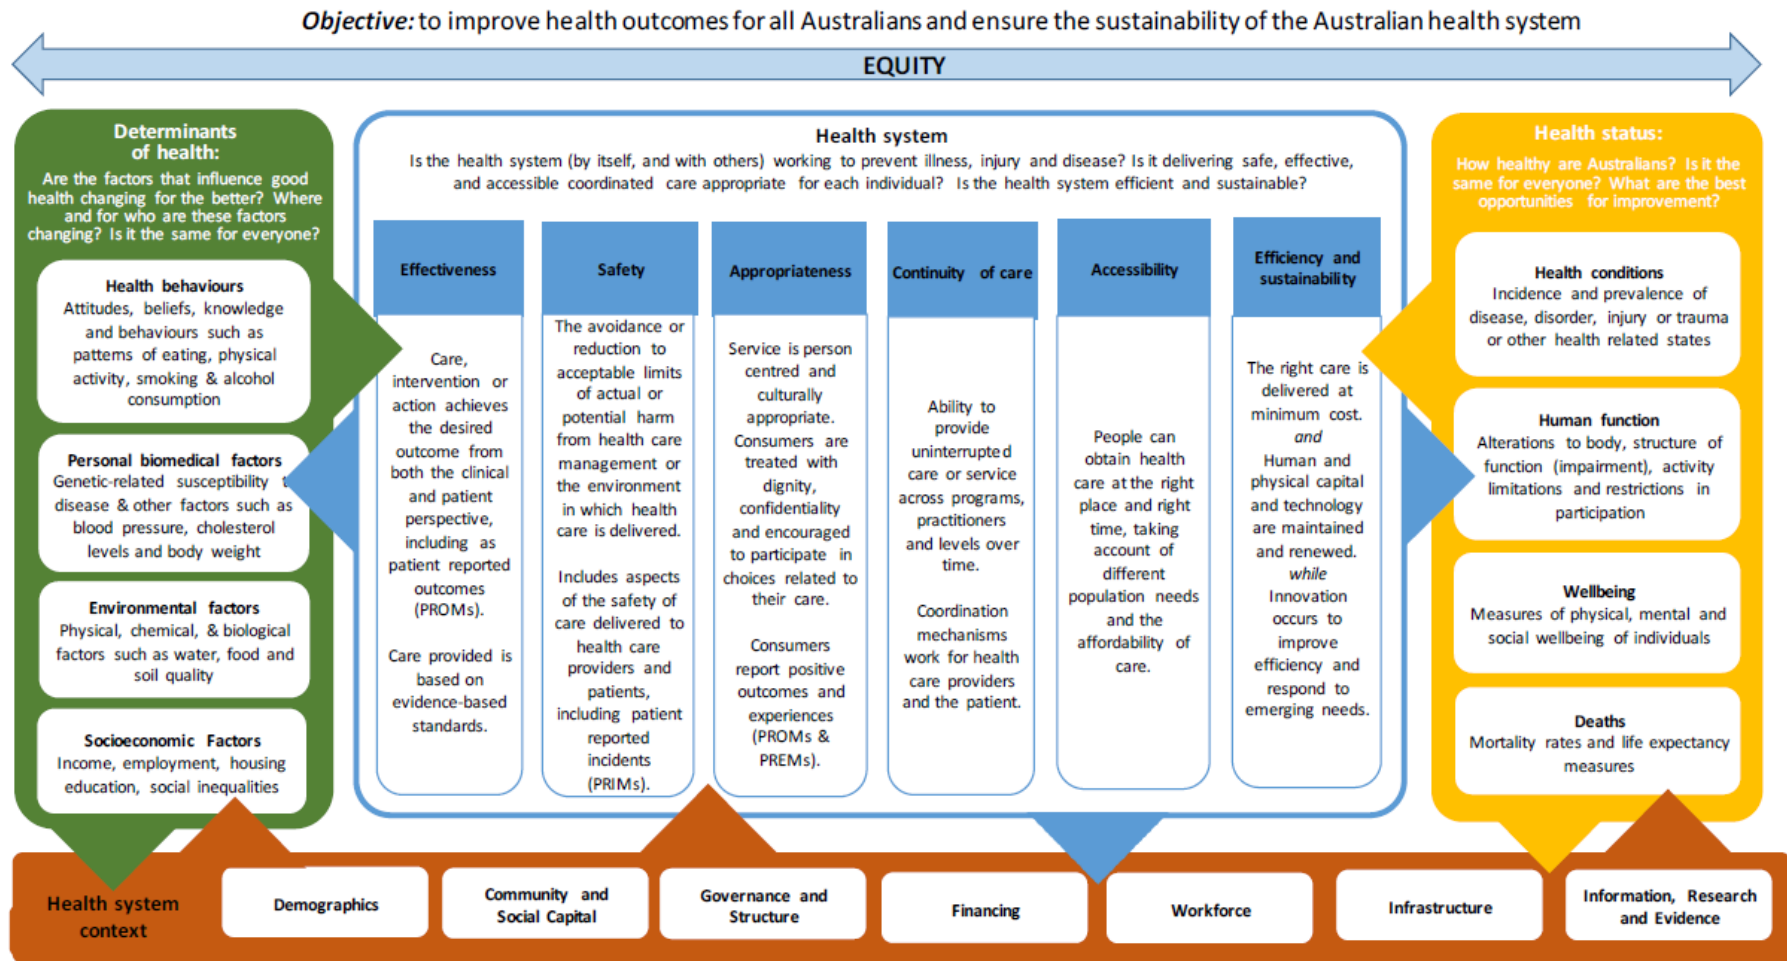 Objective: to improve health outcomes for all Australians and ensure the sustainability of the Australian health system
EQUITY
Determinants
of health:
Are the factors that influence good
health changing for the better? Where
and for who are these factors
changing? Is it the same for everyone?
Health behaviours
Attitudes, beliefs, knowledge
and behaviours such as
patterns of eating, physical
activity, smoking & alcohol
consumption
Personal biomedical factors
Genetic-related susceptibility
disease & other factors such as
blood pressure, cholesterol
levels and body weight
Environmental factors
Physical, chemical, & biological
factors such as water, food and
soil quality
Socioeconomic Factors
Income, employment, housing
education, social inequalities
Health system
Is the health system (by itself, and with others) working to prevent illness, injury and disease? Is it delivering safe, effective,
and accessible coordinated care appropriate for each individual? Is the health system efficient and sustainable?
Effectiveness
Care,
intervention or
action achieves
the desired
outcome from
both the clinical
and patient
perspective,
including as
patient reported
outcomes
(PROMs).
Care provided is
based on
evidence-based
standards.
Safety
The avoidance or
reduction to
acceptable limits
of actual or
potential harm
from health care
management or
the environment
in which health
care is delivered.
Includes aspects
of the safety of
care delivered to
health care
providers and
patients,
including patient
reported
incidents
(PRIMs).
Appropriateness
Service is person
centred and
culturally
appropriate.
Consumers are
treated with
dignity,
confidentiality
and encouraged
to participate in
choices related to
their care.
Consumers
report positive
outcomes and
experiences
(PROMs &
PREMs).
Continuity of care
Ability to
provide
uninterrupted
care or service
across programs,
practitioners
and levels over
time.
Coordination
mechanisms
work for health
care providers
and the patient.
Accessibility
People can
obtain health
care at the right
place and right
time, taking
account of
different
population needs
and the
affordability of
care.
Efficiency and
sustainability
The right care is
delivered at
minimum cost.
and
Human and
physical capital
and technology
are maintained
and renewed.
while
Innovation
occurs to
improve
efficiency and
respond to
emerging needs.
Health status:
How healthy are Australians? Is it the
same for everyone? What are the best
opportunities for improvement?
Health conditions
Incidence and prevalence of
disease, disorder, injury or trauma
or other health related states
Human function
Alterations to body, structure of
function (impairment), activity
limitations and restrictions in
participation
Wellbeing
Measures of physical, mental and
social wellbeing of individuals
Deaths
Mortality rates and life expectancy
measures
Health system
context
Demographics
Community and
Social Capital
Governance and
Structure
Financing
Workforce
Infrastructure
Information, Research
and Evidence